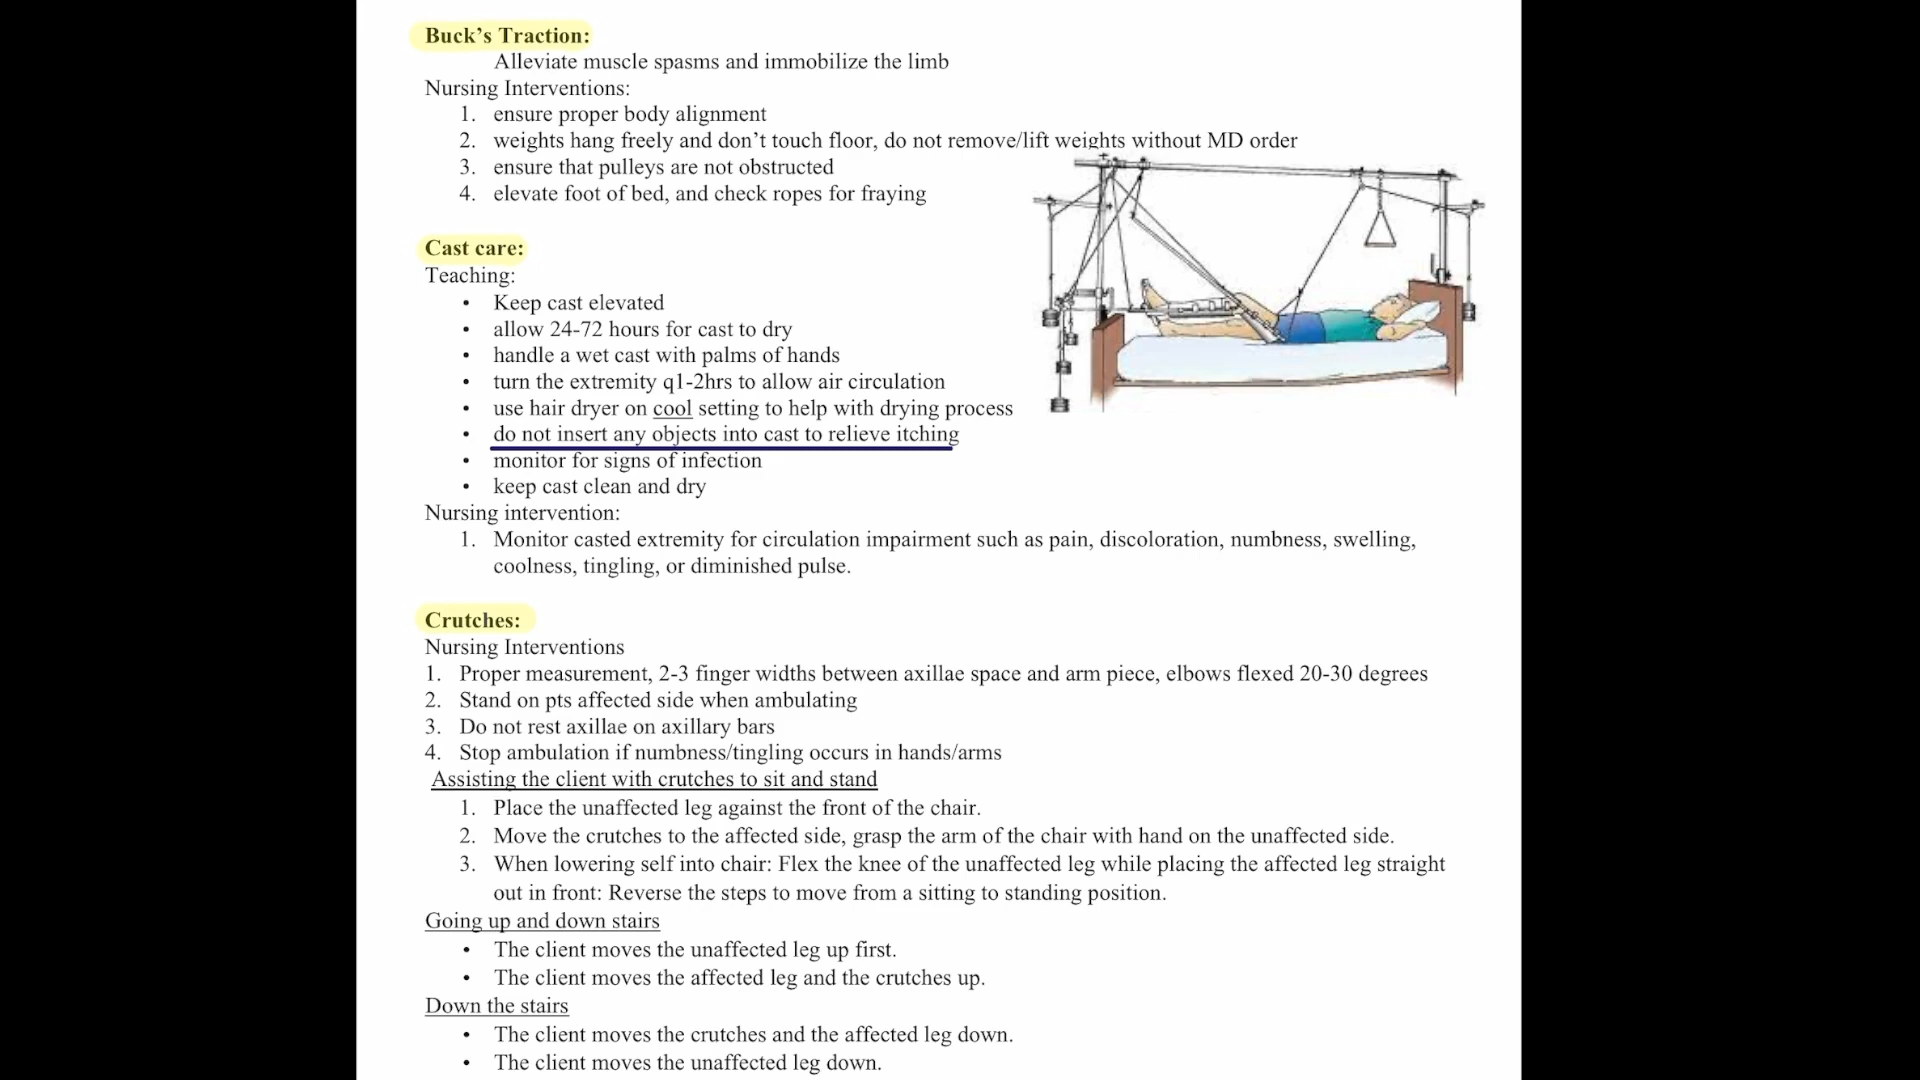 Buck's Traction:
Alleviate muscle spasms and immobilize the limb
Nursing Interventions:
1. ensure proper body alignment
2. weights hang freely and don't touch floor, do not remove/lift weights without MD order
3. ensure that pulleys are not obstructed
4. elevate foot of bed, and check ropes for fraying
Cast care:
Teaching:
• Keep cast elevated
• allow 24-72 hours for cast to dry
• handle a wet cast with palms of hands
• turn the extremity q1-2hrs to allow air circulation
• use hair dryer on cool setting to help with drying process
• do not insert any objects into cast to relieve itching
• monitor for signs of infection
• keep cast clean and dry
Nursing intervention:
1. Monitor casted extremity for circulation impairment such as pain, discoloration, numbness, swelling,
coolness, tingling, or diminished pulse.
Crutches:
Nursing Interventions
1. Proper measurement, 2-3 finger widths between axillae space and arm piece, elbows flexed 20-30 degrees
2. Stand on pts affected side when ambulating
3. Do not rest axillae on axillary bars
4. Stop ambulation if numbness/tingling occurs in hands/arms
Assisting the client with crutches to sit and stand
1. Place the unaffected leg against the front of the chair.
2. Move the crutches to the affected side, grasp the arm of the chair with hand on the unaffected side.
3. When lowering self into chair: Flex the knee of the unaffected leg while placing the affected leg straight
out in front: Reverse the steps to move from a sitting to standing position.
Going up and down stairs
• The client moves the unaffected leg up first.
• The client moves the affected leg and the crutches up.
Down the stairs
• The client moves the crutches and the affected leg down.
• The client moves the unaffected leg down.